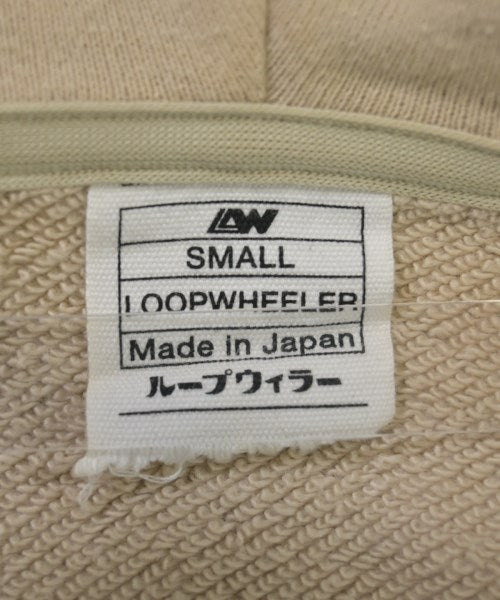 LW
SMALL
LOOPWHEELER
Made in Japan
ループウィラー